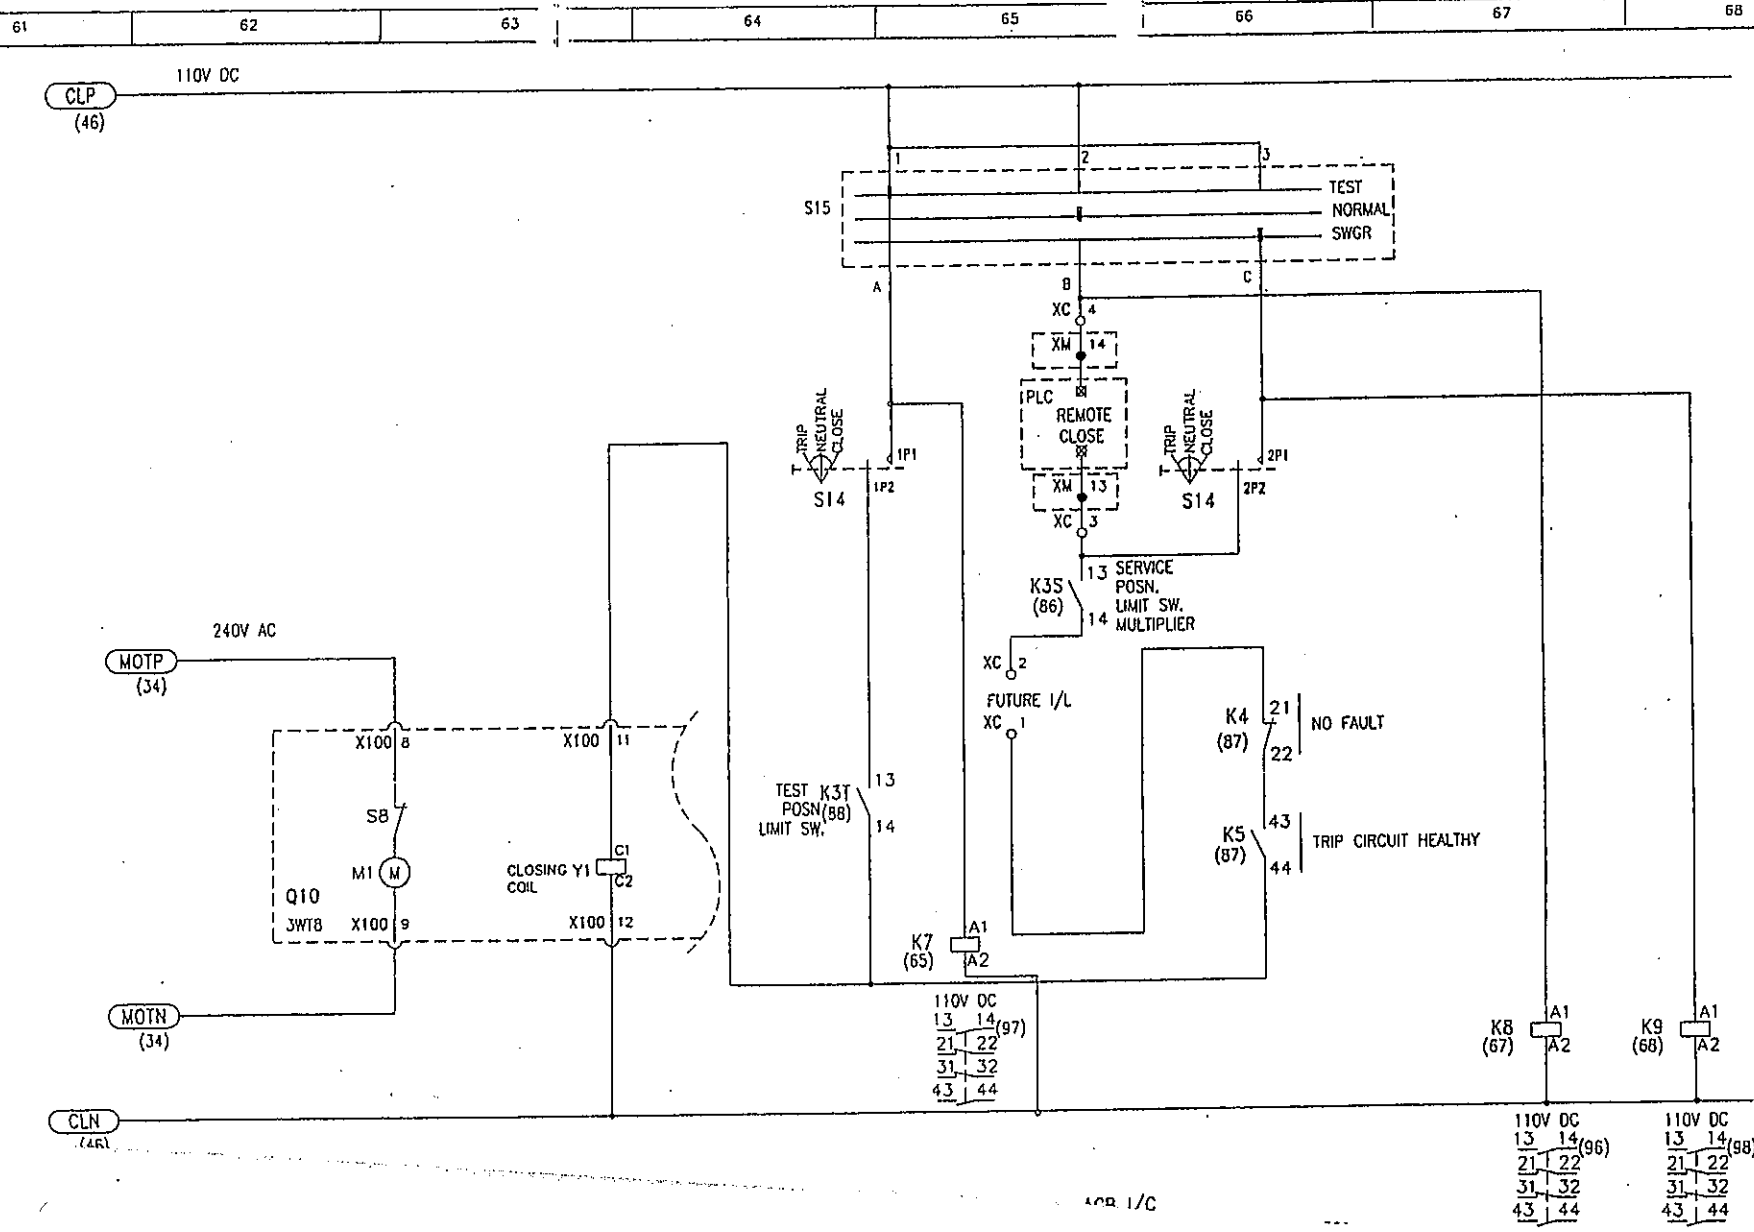 61 62 63 64 65 66 67 68
110V DC
CLP
(46)
1 2 3
S15
TEST
NORMAL
SWGR
A B C
XC 4
XM 14
PLC
REMOTE
CLOSE
XM 13
XC 3
TRIP
NEUTRAL
CLOSE
1P1
1P2
S14
TRIP
NEUTRAL
CLOSE
2P1
2P2
S14
K3S
(86)
13
14
SERVICE
POSN.
LIMIT SW.
MULTIPLIER
240V AC
MOTP
(34)
XC 2
FUTURE I/L
XC 1
K4
(87)
21
22
NO FAULT
X100 8
X100 11
S8
M1 M
Q10
3WT8
X100 9
CLOSING Y1
COIL
C1
C2
X100 12
TEST K3T
POSN (88)
LIMIT SW.
13
14
K5
(87)
43
44
TRIP CIRCUIT HEALTHY
K7
(65)
A1
A2
MOTN
(34)
110V DC
13 14 (97)
21 22
31 32
43 44
K8
(67)
A1
A2
K9
(68)
A1
A2
CLN
(46)
110V DC
13 14 (96)
21 22
31 32
43 44
110V DC
13 14 (98)
21 22
31 32
43 44
ACB I/C